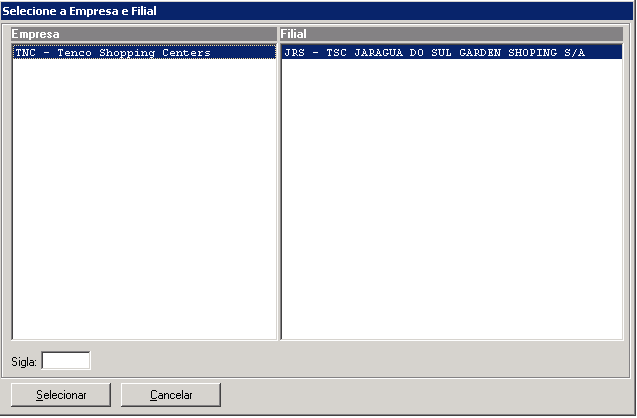 Selecione a Empresa e Filial
Empresa
Filial
TNC - Tenco Shopping Centers
JRS - TSC JARAGUA DO SUL GARDEN SHOPING S/A
Sigla:
Selecionar
Cancelar